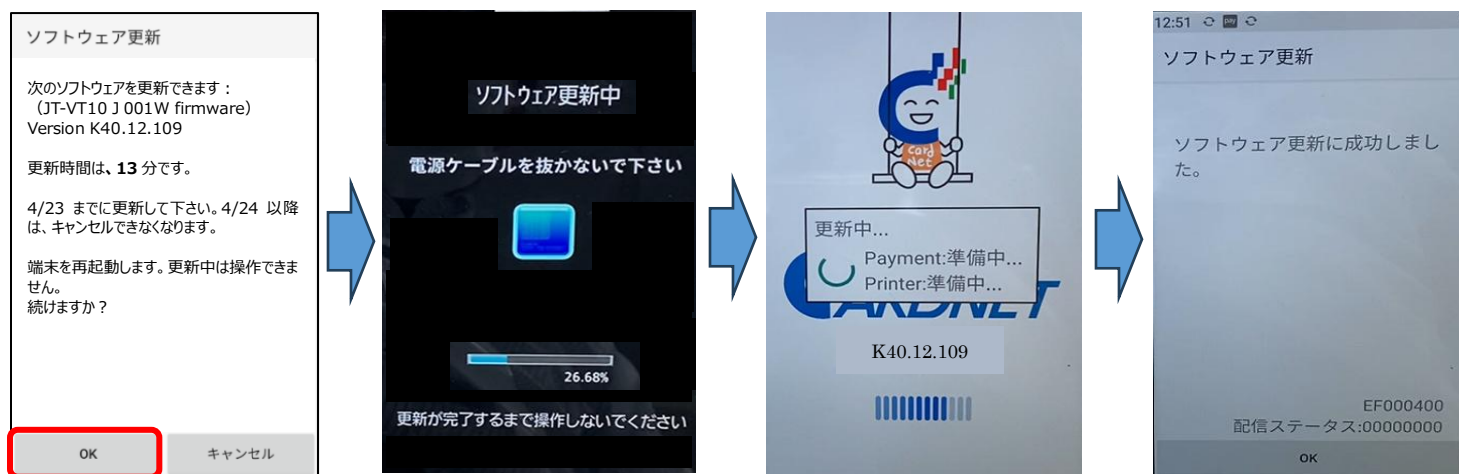 ソフトウェア更新
次のソフトウェアを更新できます：
（JT-VT10 J 001W firmware）
Version K40.12.109
更新時間は、13 分です。
4/23 までに更新して下さい。4/24 以降
は、キャンセルできなくなります。
端末を再起動します。更新中は操作できま
せん。
続けますか？
OK
キャンセル
ソフトウェア更新中
電源ケーブルを抜かないで下さい
26.68%
更新が完了するまで操作しないでください
Card
Net
更新中...
Payment:準備中...
Printer:準備中...
CARDNET
K40.12.109
12:51
pay
ソフトウェア更新
ソフトウェア更新に成功しまし
た。
EF000400
配信ステータス:00000000
OK